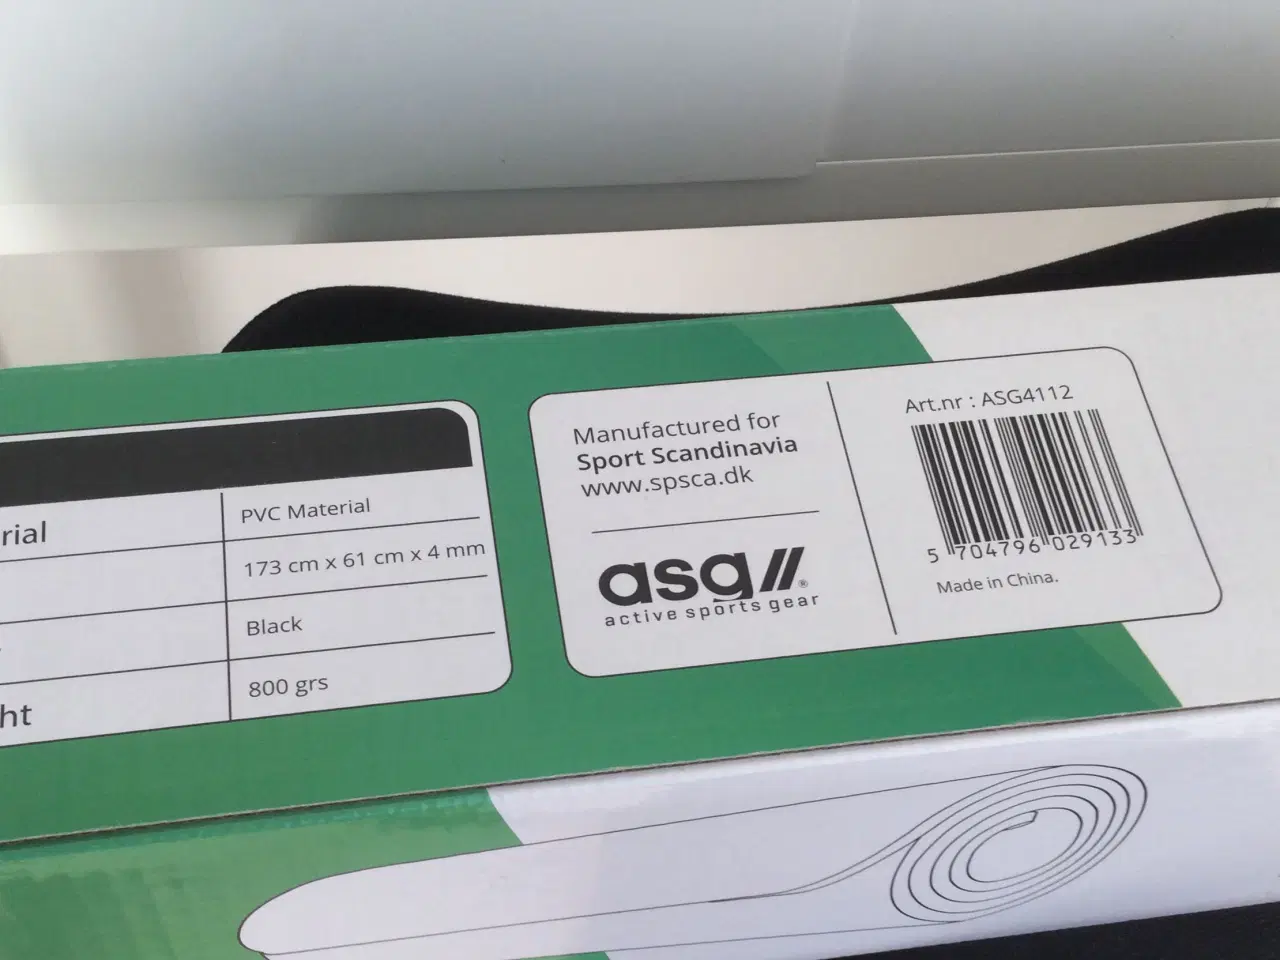 rial
PVC Material
173 cm x 61 cm x 4 mm
Black
ht
800 grs
Manufactured for
Sport Scandinavia
www.spsca.dk
asg//®
active sports gear
Art.nr : ASG4112
5 704796 029133
Made in China.